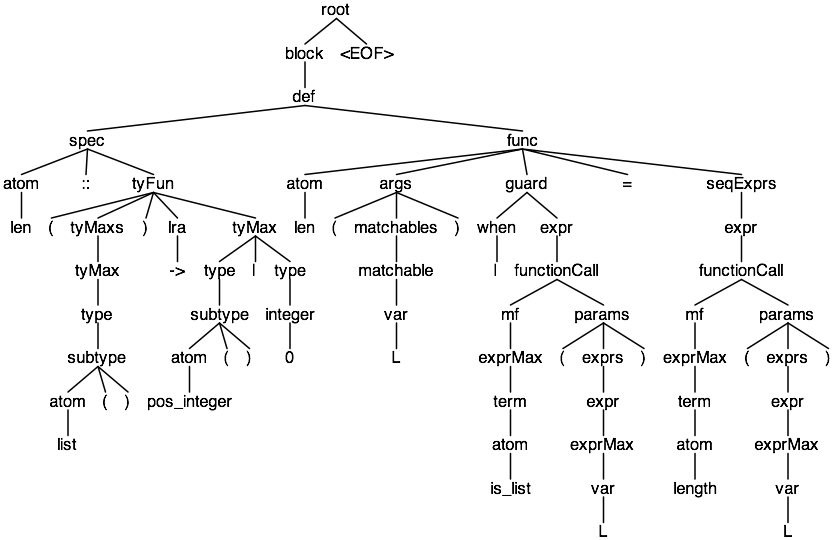 root
block <EOF>
def
spec func
atom :: tyFun atom args guard = seqExprs
len ( tyMaxs ) lra tyMax len ( matchables ) when expr expr
tyMax -> type | type matchable | functionCall functionCall
type subtype integer var mf params mf params
subtype atom ( ) 0 L exprMax ( exprs ) exprMax ( exprs )
atom ( ) pos_integer term expr term expr
list atom exprMax atom exprMax
is_list var length var
L L